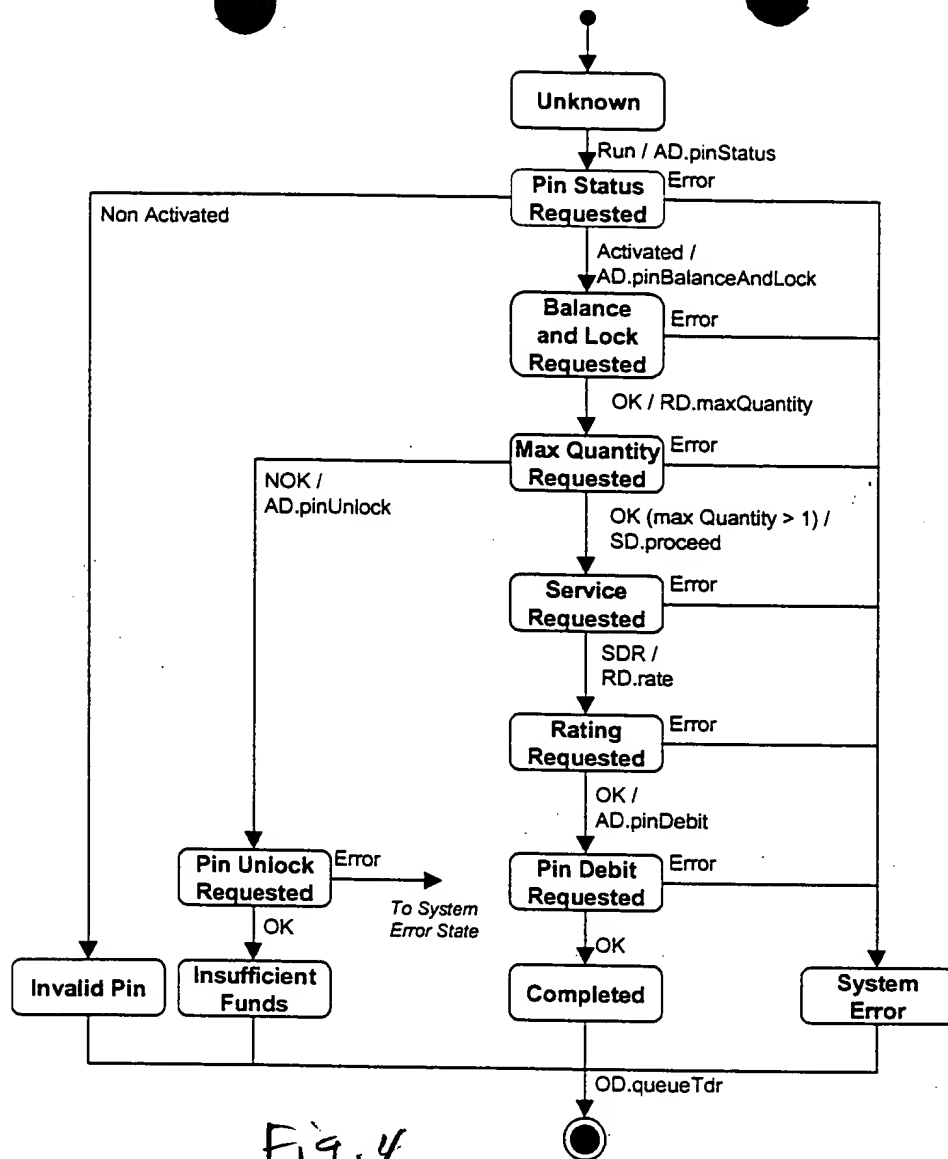 Unknown
Run / AD.pinStatus
Pin Status
Requested
Error
Non Activated
Activated /
AD.pinBalanceAndLock
Balance
and Lock
Requested
Error
OK / RD.maxQuantity
Max Quantity
Requested
Error
NOK /
AD.pinUnlock
OK (max Quantity > 1) /
SD.proceed
Service
Requested
Error
SDR /
RD.rate
Rating
Requested
Error
OK /
AD.pinDebit
Pin Unlock
Requested
Error
To System
Error State
Pin Debit
Requested
Error
OK
OK
Invalid Pin
Insufficient
Funds
Completed
System
Error
OD.queueTdr
Fig. 4